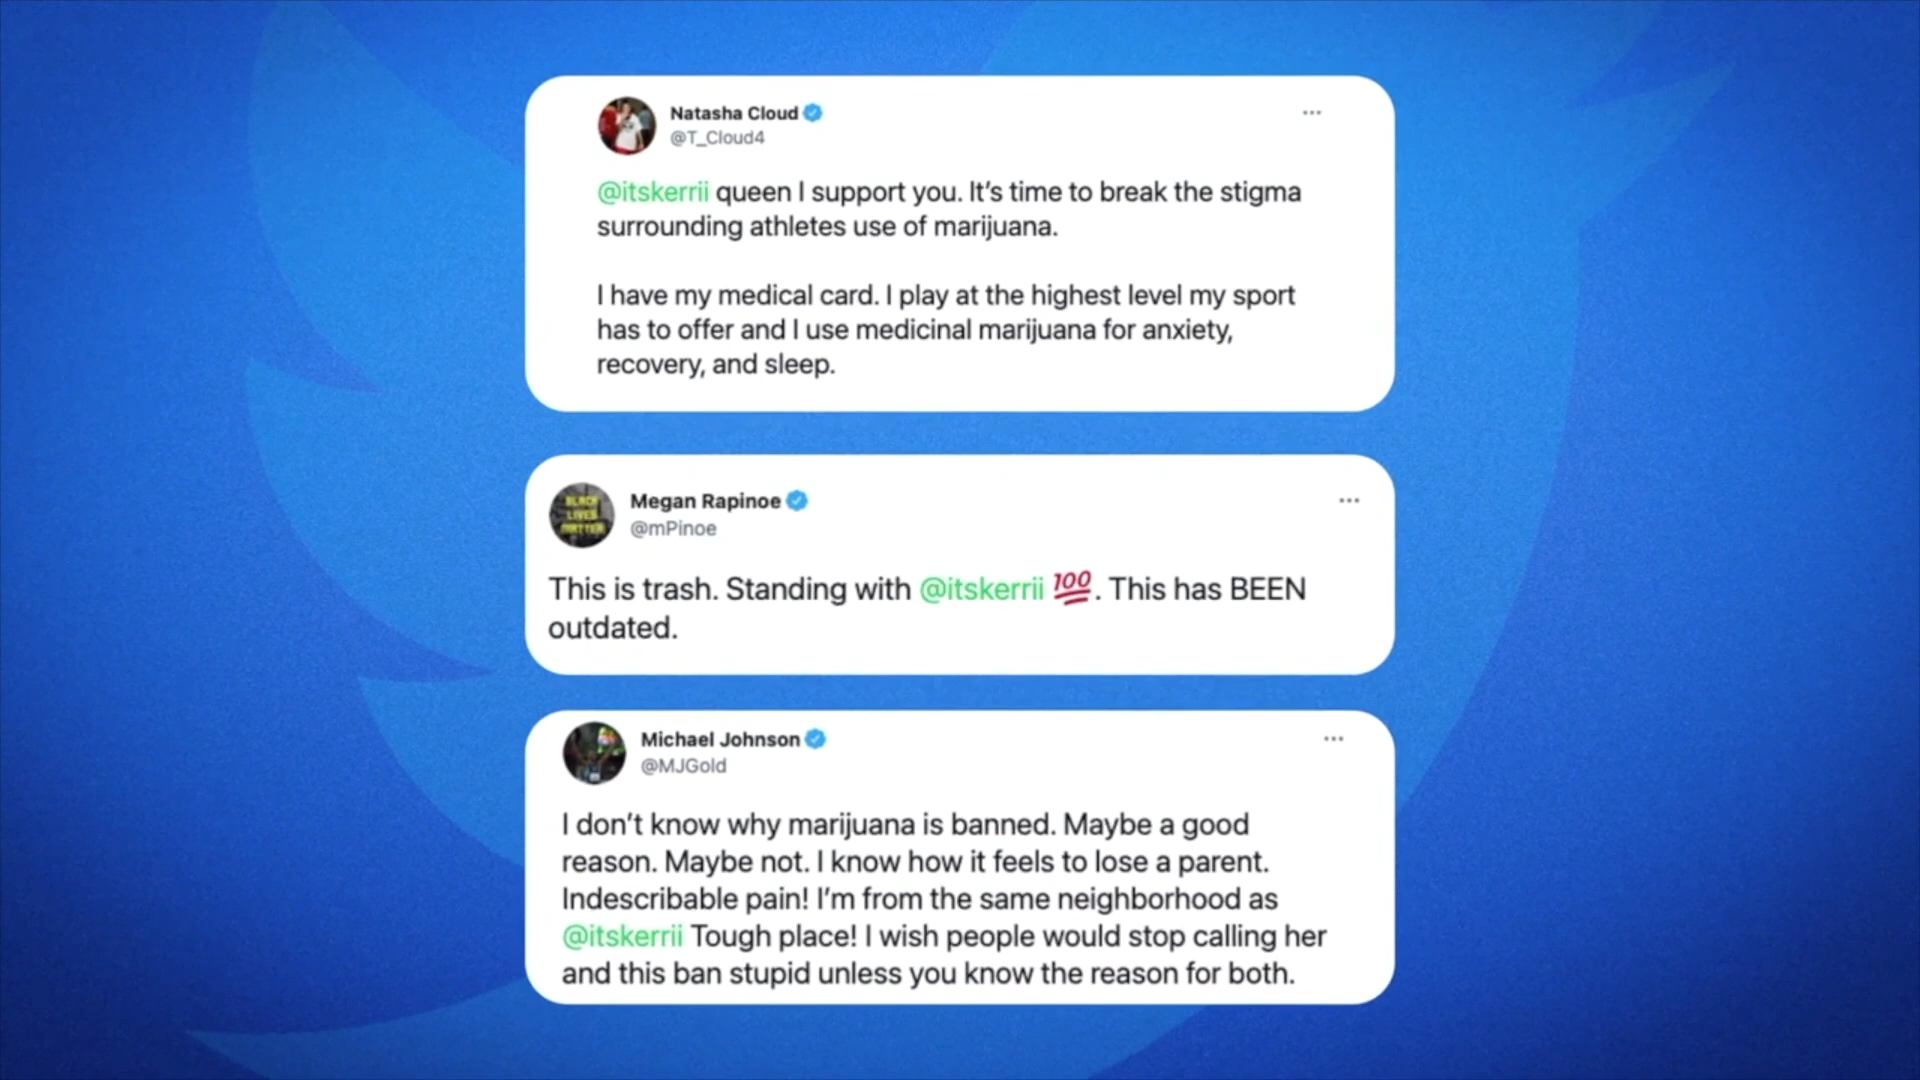 Natasha Cloud
@T_Cloud4
@itskerrii queen I support you. It’s time to break the stigma
surrounding athletes use of marijuana.
I have my medical card. I play at the highest level my sport
has to offer and I use medicinal marijuana for anxiety,
recovery, and sleep.
BLACK
LIVES
MATTER
Megan Rapinoe
@mPinoe
This is trash. Standing with @itskerrii 💯. This has BEEN
outdated.
Michael Johnson
@MJGold
I don’t know why marijuana is banned. Maybe a good
reason. Maybe not. I know how it feels to lose a parent.
Indescribable pain! I’m from the same neighborhood as
@itskerrii Tough place! I wish people would stop calling her
and this ban stupid unless you know the reason for both.